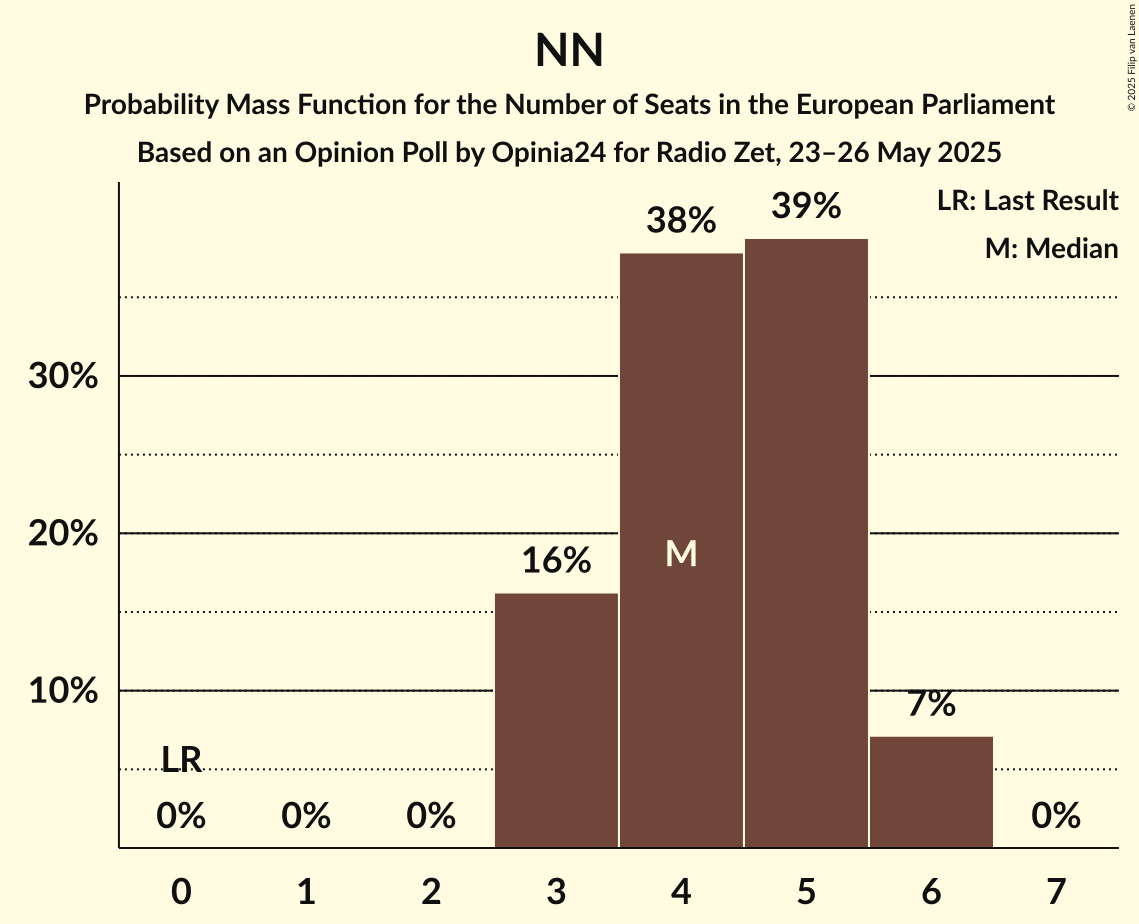 NN
Probability Mass Function for the Number of Seats in the European Parliament
Based on an Opinion Poll by Opinia24 for Radio Zet, 23–26 May 2025
© 2025 Filip van Laenen
LR: Last Result
M: Median
38%
39%
30%
20%
16%
M
10%
7%
LR
0%
0%
0%
0%
0
1
2
3
4
5
6
7